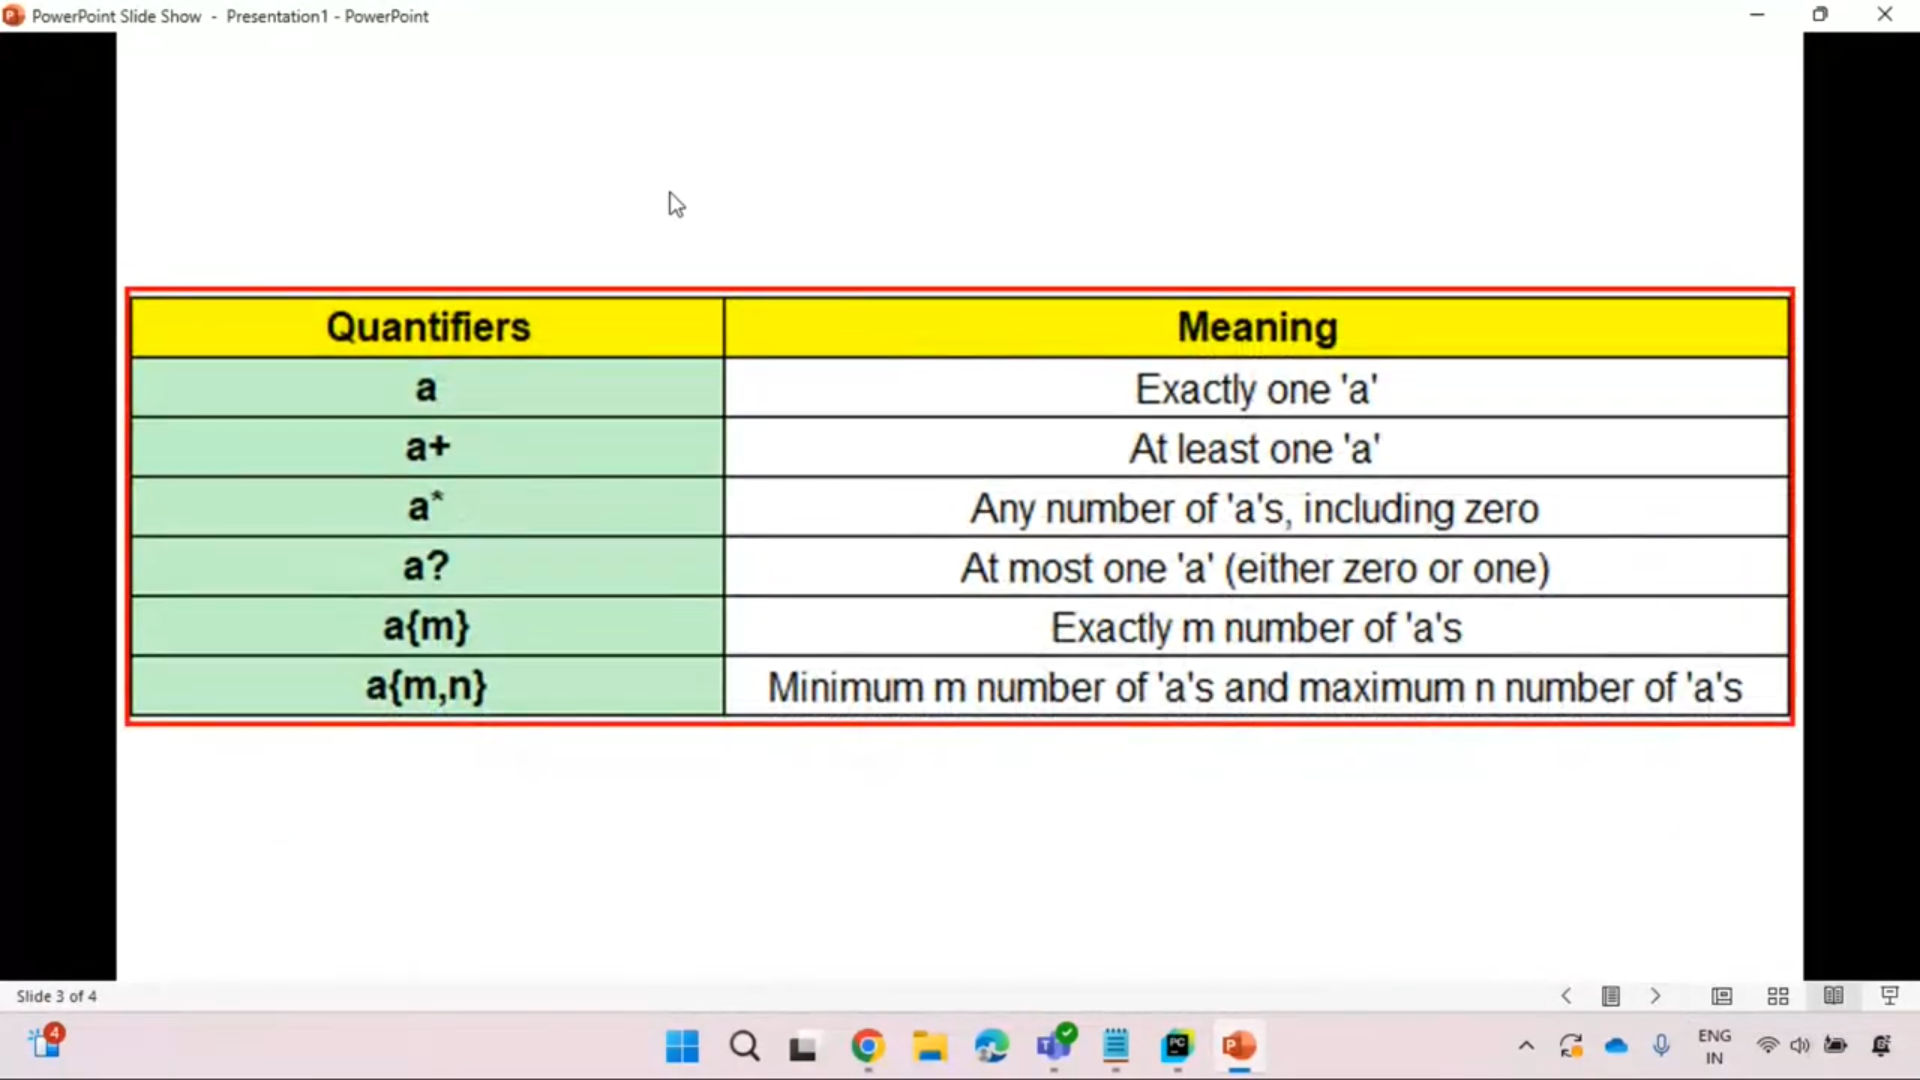 PowerPoint Slide Show - Presentation1 - PowerPoint
Quantifiers Meaning
a Exactly one 'a'
a+ At least one 'a'
a* Any number of 'a's, including zero
a? At most one 'a' (either zero or one)
a{m} Exactly m number of 'a's
a{m,n} Minimum m number of 'a's and maximum n number of 'a's
Slide 3 of 4
4
PC
ENG
IN